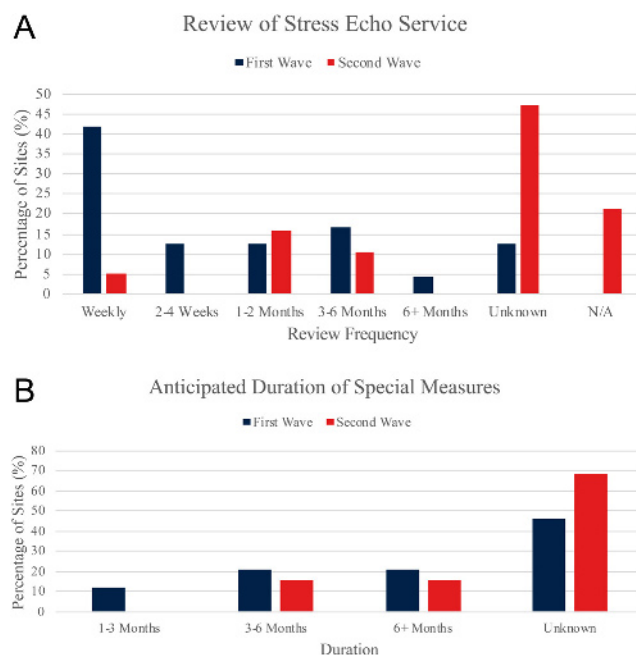 A
Review of Stress Echo Service
First Wave Second Wave
Percentage of Sites (%)
50
45
40
35
30
25
20
15
10
5
0
Weekly 2-4 Weeks 1-2 Months 3-6 Months 6+ Months Unknown N/A
Review Frequency
B
Anticipated Duration of Special Measures
First Wave Second Wave
Percentage of Sites (%)
80
70
60
50
40
30
20
10
0
1-3 Months 3-6 Months 6+ Months Unknown
Duration